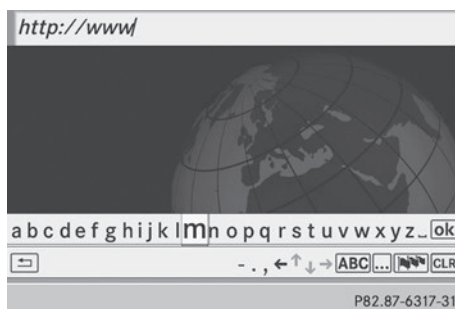 http://www
a b c d e f g h i j k l m n o p q r s t u v w x y z _ ok
- . , ← ↑ ↓ → ABC ... CLR
P82.87-6317-31